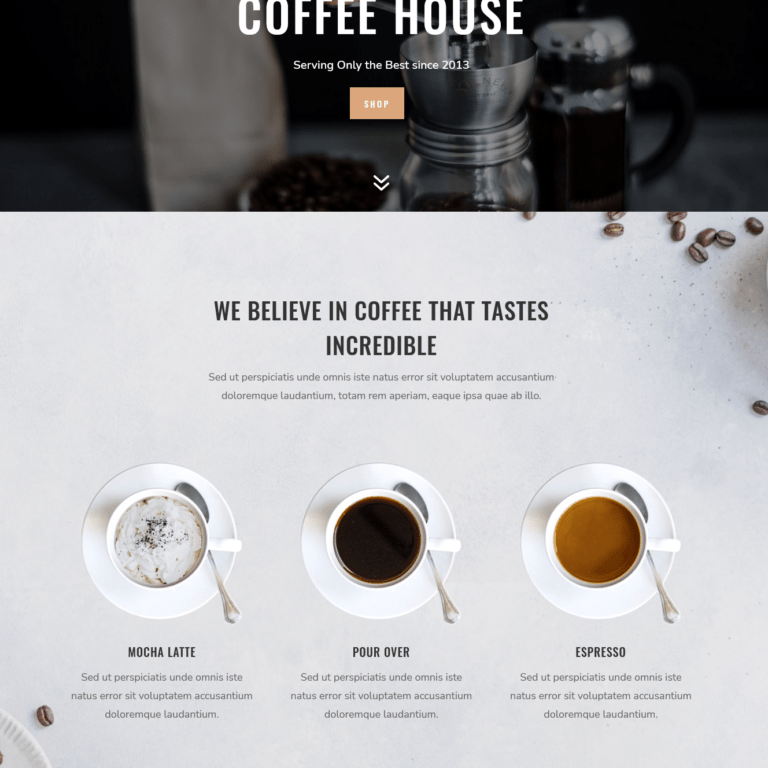 COFFEE HOUSE
Serving Only the Best since 2013
SHOP
WE BELIEVE IN COFFEE THAT TASTES
INCREDIBLE
Sed ut perspiciatis unde omnis iste natus error sit voluptatem accusantium
doloremque laudantium, totam rem aperiam, eaque ipsa quae ab illo.
MOCHA LATTE
Sed ut perspiciatis unde omnis iste
natus error sit voluptatem accusantium
doloremque laudantium.
POUR OVER
Sed ut perspiciatis unde omnis iste
natus error sit voluptatem accusantium
doloremque laudantium.
ESPRESSO
Sed ut perspiciatis unde omnis iste
natus error sit voluptatem accusantium
doloremque laudantium.